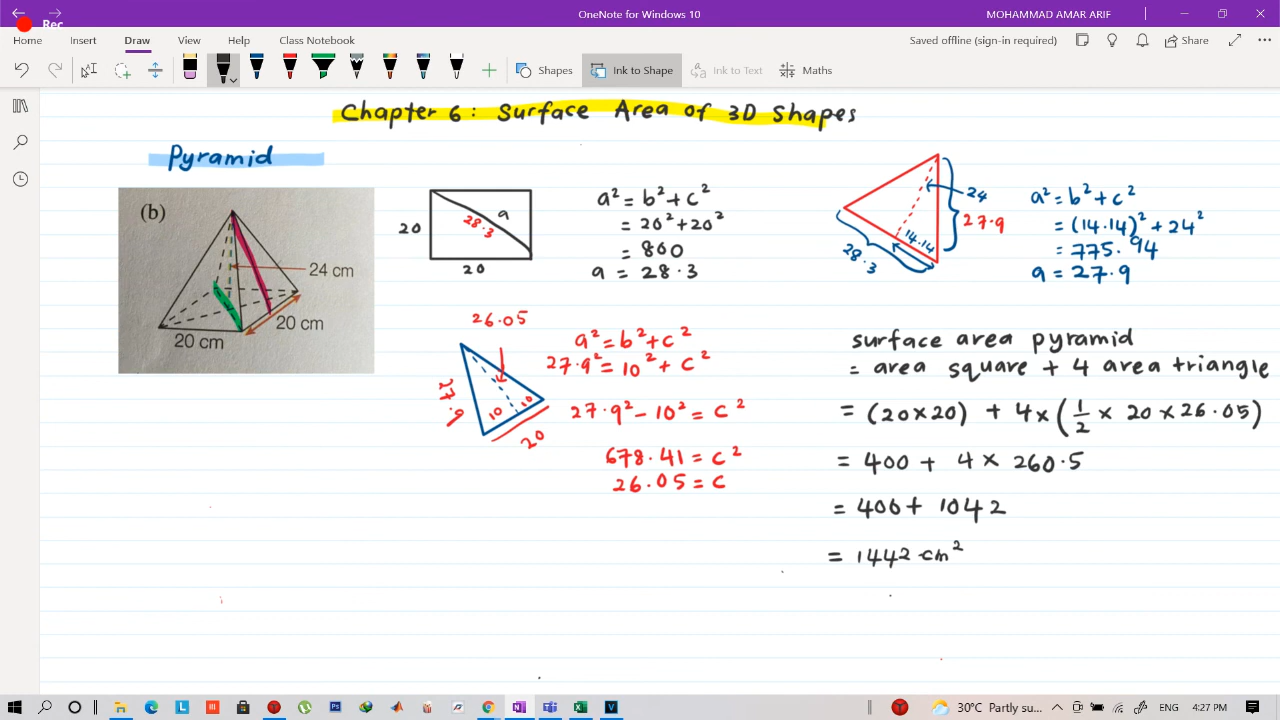 Rec
OneNote for Windows 10
MOHAMMAD AMAR ARIF
Home Insert Draw View Help Class Notebook
Saved offline (sign-in required)
Share
Shapes Ink to Shape Ink to Text Maths
Chapter 6: Surface Area of 3D Shapes
Pyramid
(b)
24 cm
20 cm
20 cm
20
a
28.3
20
a² = b² + c²
= 20² + 20²
= 800
a = 28.3
24
27.9
14.14
28.3
a² = b² + c²
= (14.14)² + 24²
= 775.94
a = 27.9
26.05
27.9
10
10
20
a² = b² + c²
27.9² = 10² + c²
27.9² - 10² = c²
678.41 = c²
26.05 = c
surface area pyramid
= area square + 4 area triangle
= (20×20) + 4×(1/2 × 20 × 26.05)
= 400 + 4 × 260.5
= 400 + 1042
= 1442 cm²
30°C Partly su...
ENG
4:27 PM